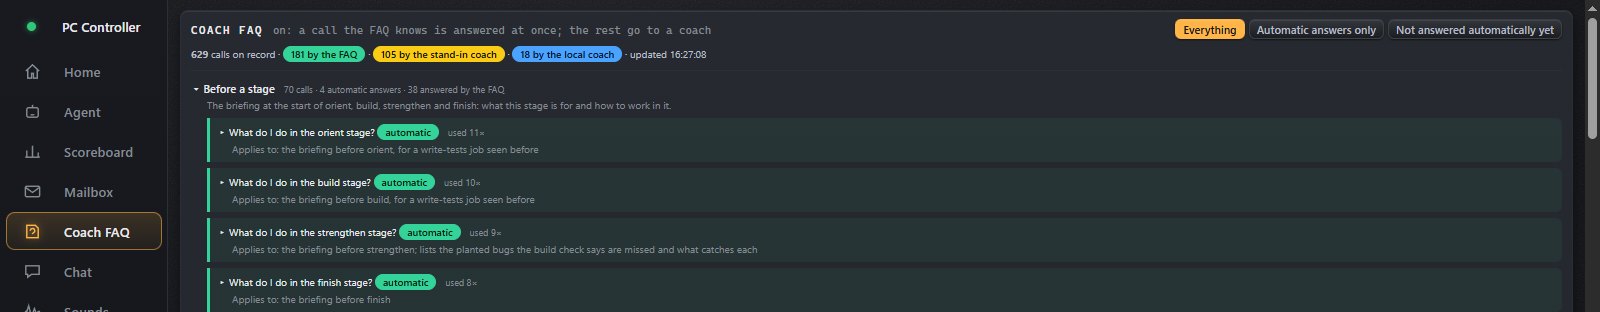 PC Controller
Home
Agent
Scoreboard
Mailbox
Coach FAQ
Chat
Sounds
COACH FAQ on: a call the FAQ knows is answered at once; the rest go to a coach
Everything
Automatic answers only
Not answered automatically yet
629 calls on record · 181 by the FAQ · 105 by the stand-in coach · 18 by the local coach · updated 16:27:08
Before a stage 70 calls · 4 automatic answers · 38 answered by the FAQ
The briefing at the start of orient, build, strengthen and finish: what this stage is for and how to work in it.
What do I do in the orient stage? automatic used 11×
Applies to: the briefing before orient, for a write-tests job seen before
What do I do in the build stage? automatic used 10×
Applies to: the briefing before build, for a write-tests job seen before
What do I do in the strengthen stage? automatic used 9×
Applies to: the briefing before strengthen; lists the planted bugs the build check says are missed and what catches each
What do I do in the finish stage? automatic used 8×
Applies to: the briefing before finish